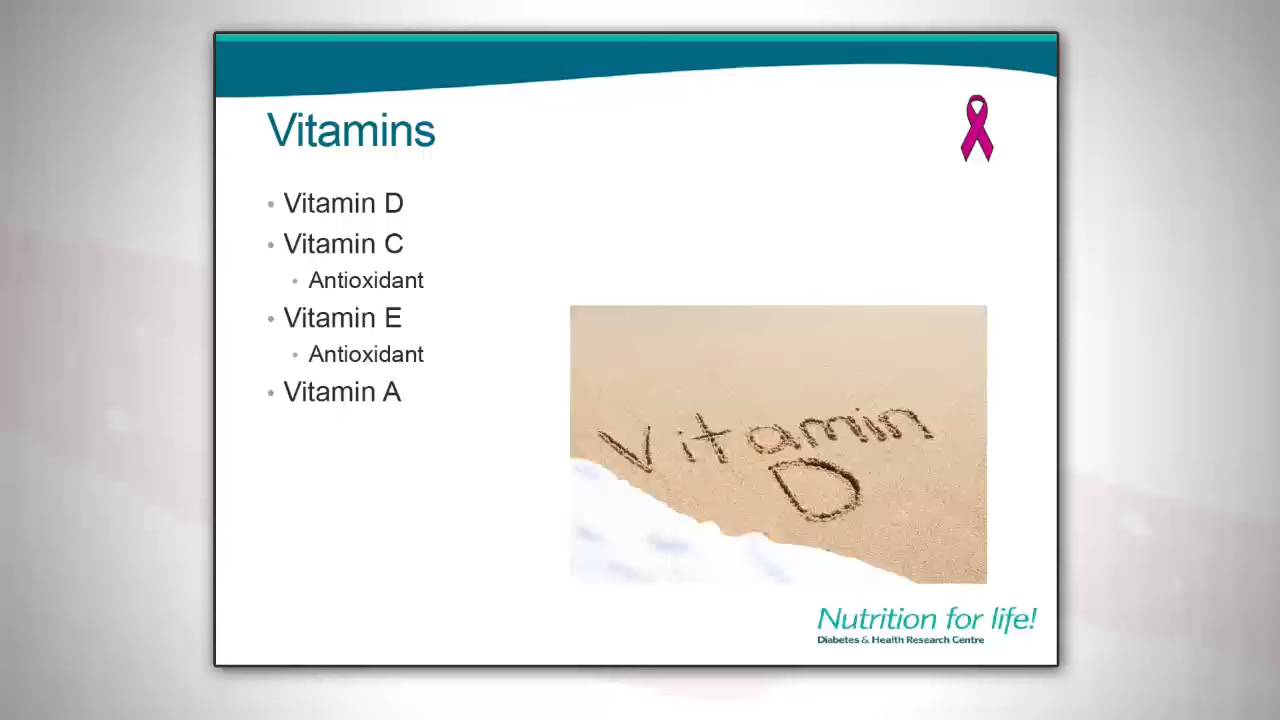 Vitamins
• Vitamin D
• Vitamin C
• Antioxidant
• Vitamin E
• Antioxidant
• Vitamin A
Vitamin
D
Nutrition for life!
Diabetes & Health Research Centre